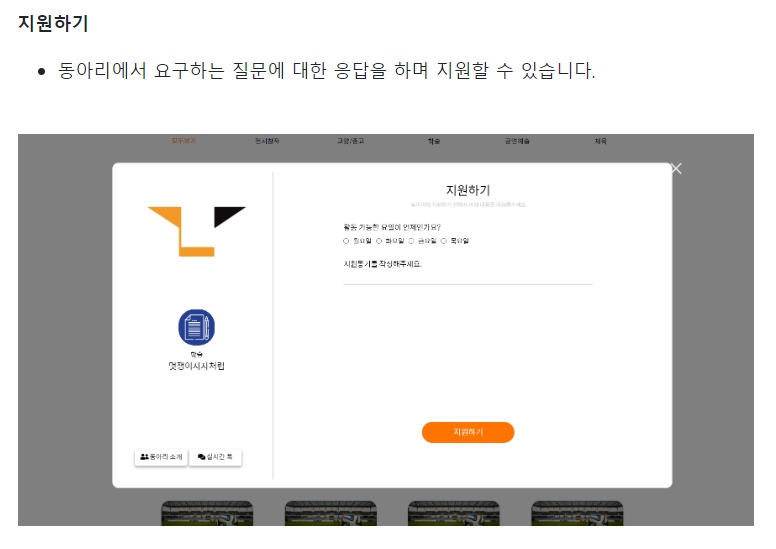 지원하기
동아리에서 요구하는 질문에 대한 응답을 하며 지원할 수 있습니다.
모두보기 전시창작 교양/종교 학술 공연예술 체육
지원하기
활동 가능한 요일이 언제인가요?
월요일 화요일 금요일 목요일
지원동기를 작성해주세요.
학술
멋쟁이사자처럼
지원하기
동아리 소개 실시간 톡